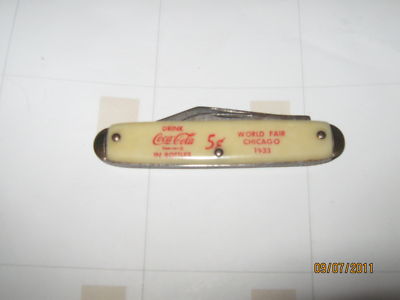 DRINK
Coca-Cola
IN BOTTLES
5¢
WORLD FAIR
CHICAGO
1933
09/07/2011